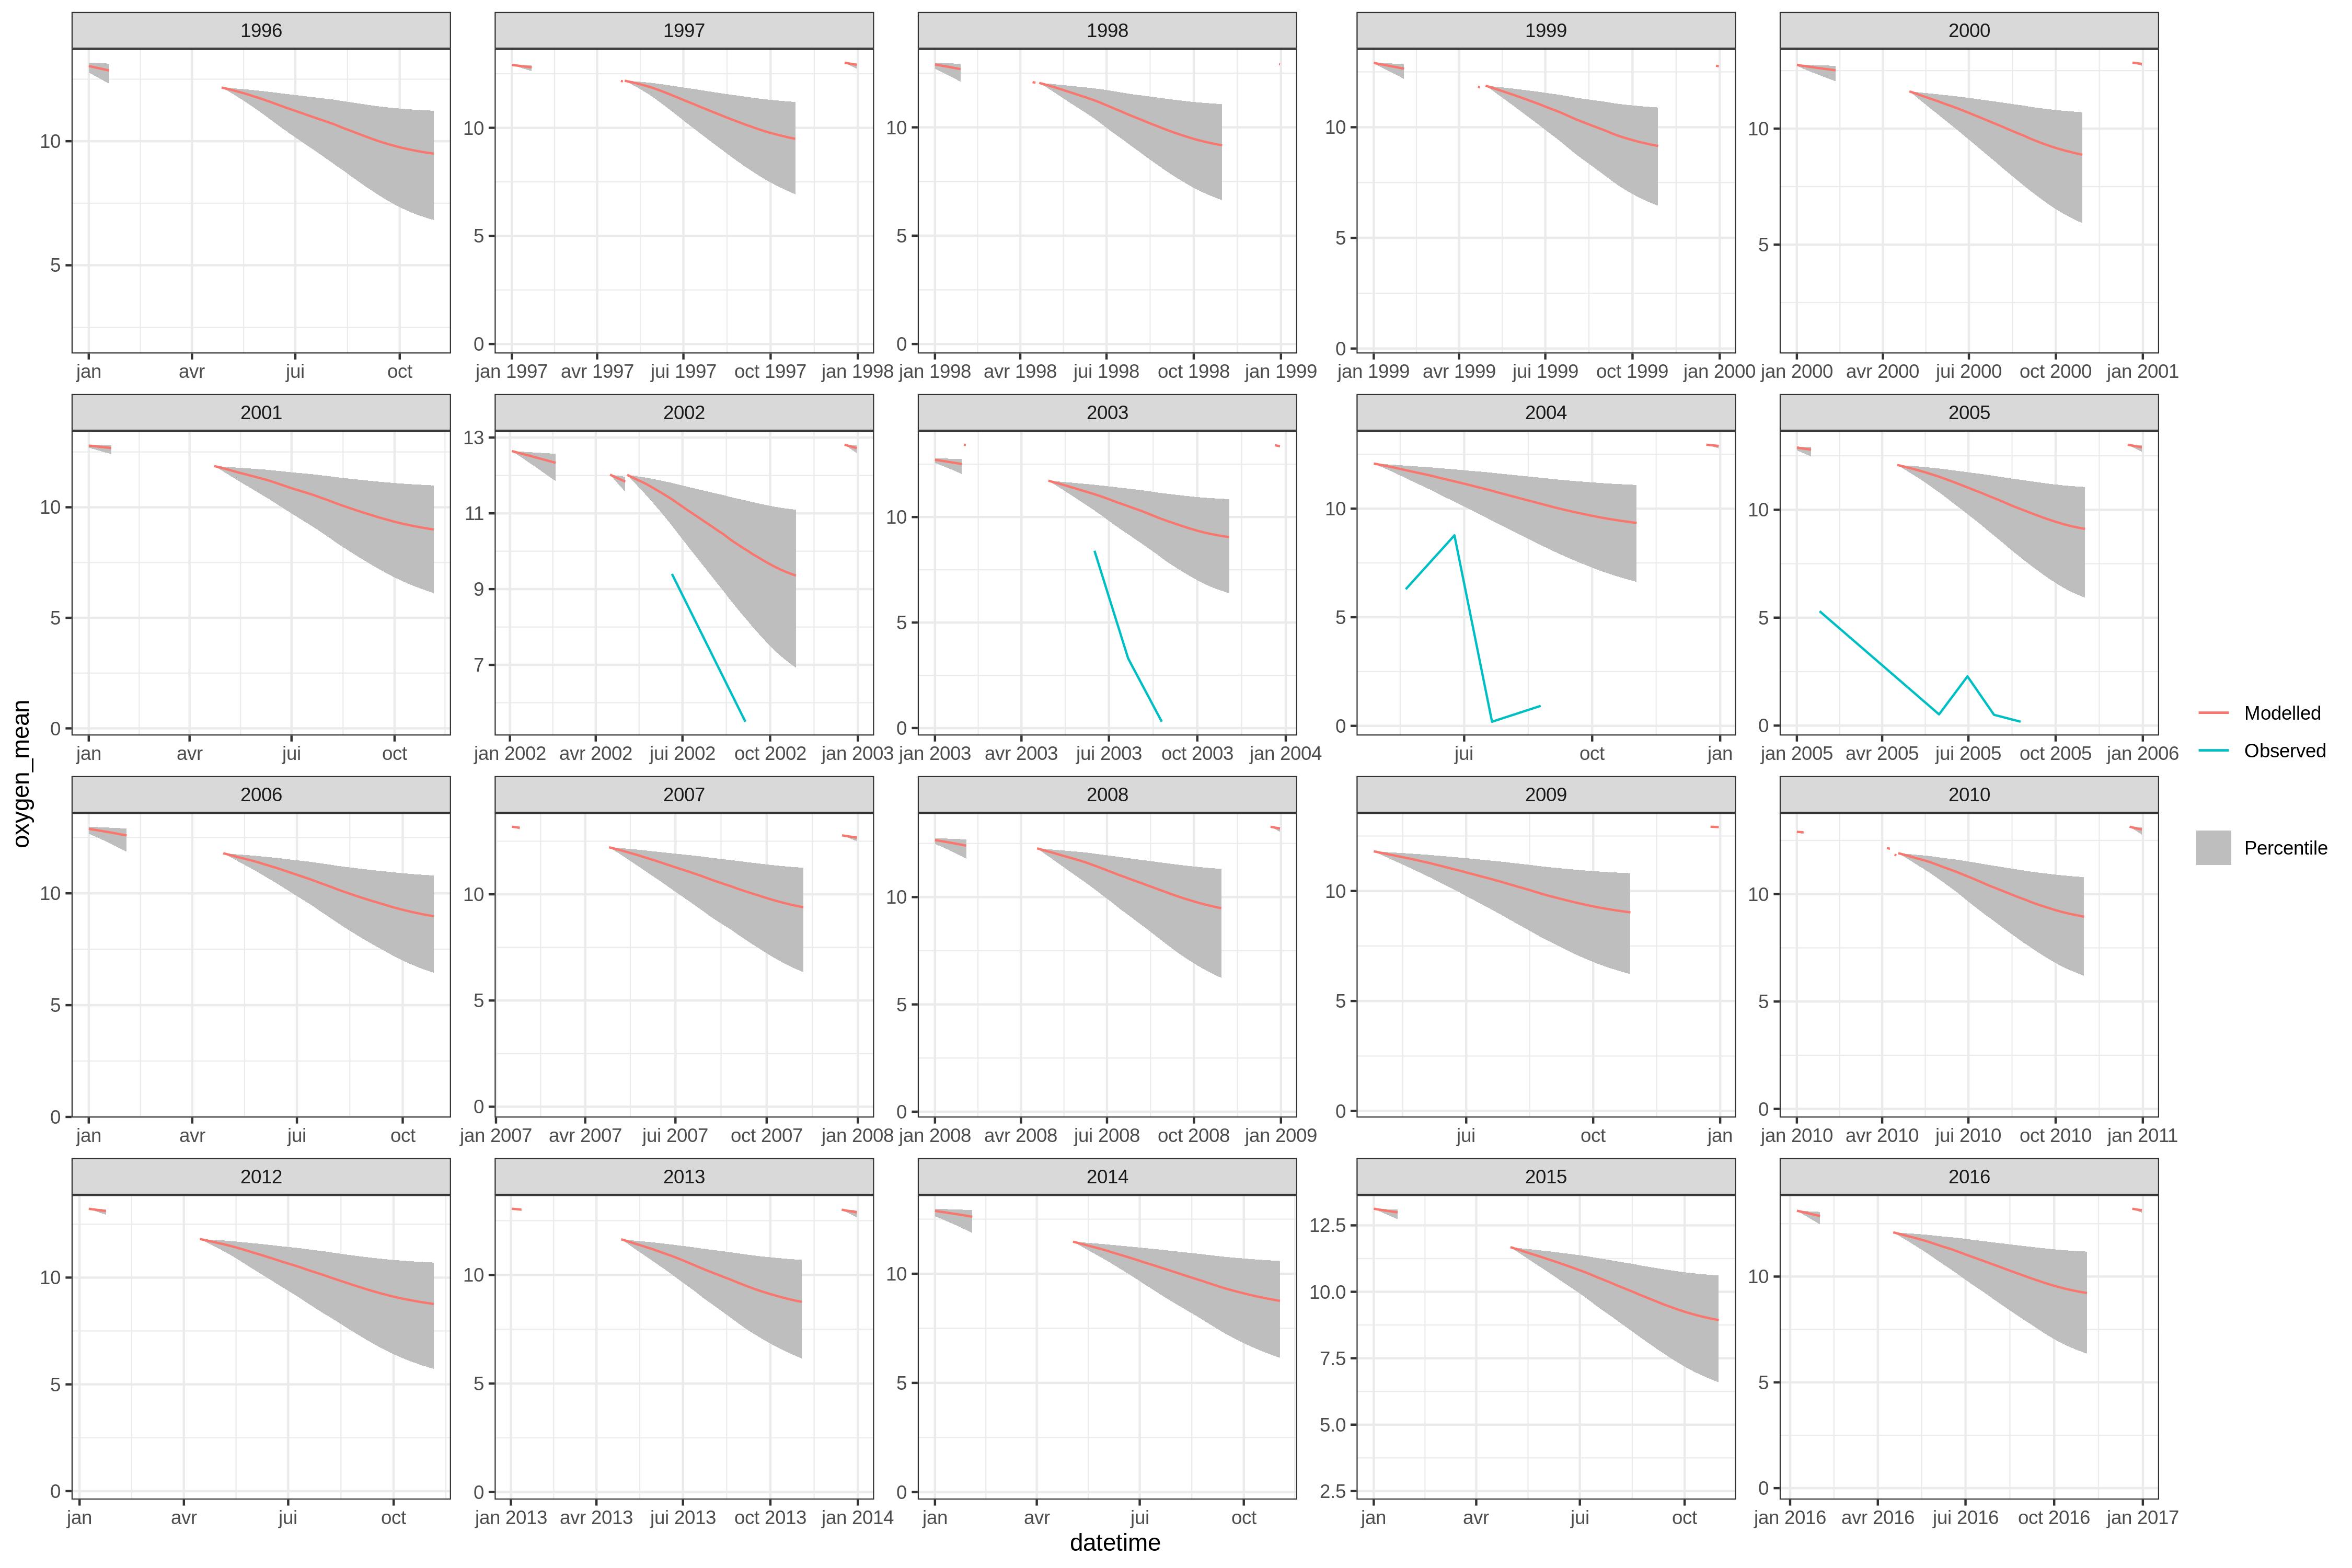 1996 1997 1998 1999 2000
10 10 10 10 10
5 5 5 5 5
0 0 0
jan avr jui oct jan 1997 avr 1997 jui 1997 oct 1997 jan 1998 jan 1998 avr 1998 jui 1998 oct 1998 jan 1999 jan 1999 avr 1999 jui 1999 oct 1999 jan 2000 jan 2000 avr 2000 jui 2000 oct 2000 jan 2001
2001 2002 2003 2004 2005
13
11
10 10 10 10
9
7
5 5 5 5
0 0 0 0
jan avr jui oct jan 2002 avr 2002 jui 2002 oct 2002 jan 2003 jan 2003 avr 2003 jui 2003 oct 2003 jan 2004 jui oct jan jan 2005 avr 2005 jui 2005 oct 2005 jan 2006
oxygen_mean
Modelled
Observed
Percentile
2006 2007 2008 2009 2010
10 10 10 10 10
5 5 5 5 5
0 0 0 0 0
jan avr jui oct jan 2007 avr 2007 jui 2007 oct 2007 jan 2008 jan 2008 avr 2008 jui 2008 oct 2008 jan 2009 jui oct jan jan 2010 avr 2010 jui 2010 oct 2010 jan 2011
2012 2013 2014 2015 2016
10 10 10 12.5 10
10.0
7.5
5 5 5 5.0 5
0 0 0 2.5 0
jan avr jui oct jan 2013 avr 2013 jui 2013 oct 2013 jan 2014 jan avr jui oct jan avr jui oct jan 2016 avr 2016 jui 2016 oct 2016 jan 2017
datetime